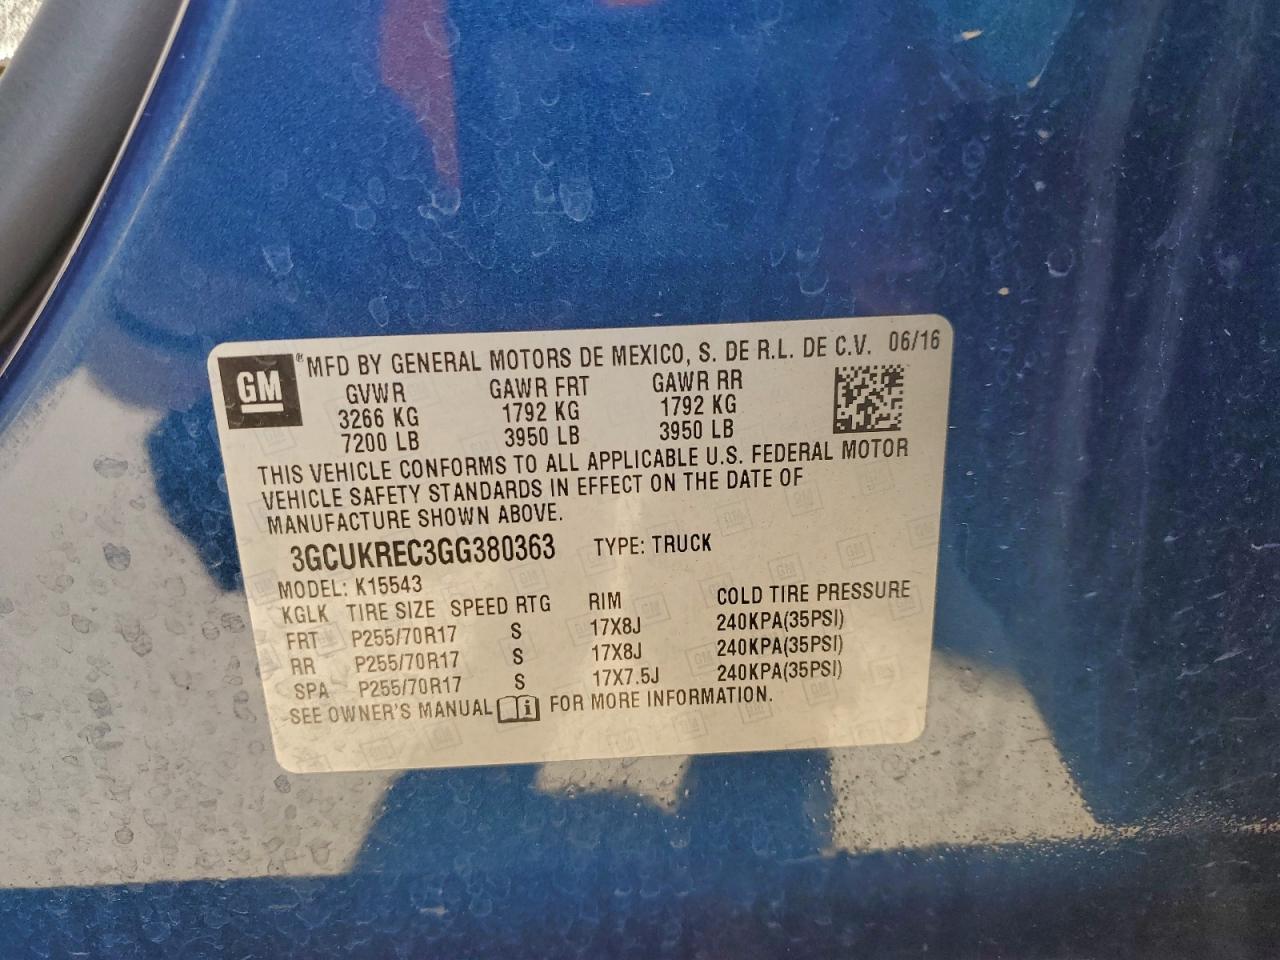 GM
® MFD BY GENERAL MOTORS DE MEXICO, S. DE R.L. DE C.V. 06/16
GVWR GAWR FRT GAWR RR
3266 KG 1792 KG 1792 KG
7200 LB 3950 LB 3950 LB
THIS VEHICLE CONFORMS TO ALL APPLICABLE U.S. FEDERAL MOTOR
VEHICLE SAFETY STANDARDS IN EFFECT ON THE DATE OF
MANUFACTURE SHOWN ABOVE.
3GCUKREC3GG380363 TYPE: TRUCK
MODEL: K15543
KGLK TIRE SIZE SPEED RTG RIM COLD TIRE PRESSURE
FRT P255/70R17 S 17X8J 240KPA(35PSI)
RR P255/70R17 S 17X8J 240KPA(35PSI)
SPA P255/70R17 S 17X7.5J 240KPA(35PSI)
SEE OWNER'S MANUAL i FOR MORE INFORMATION.